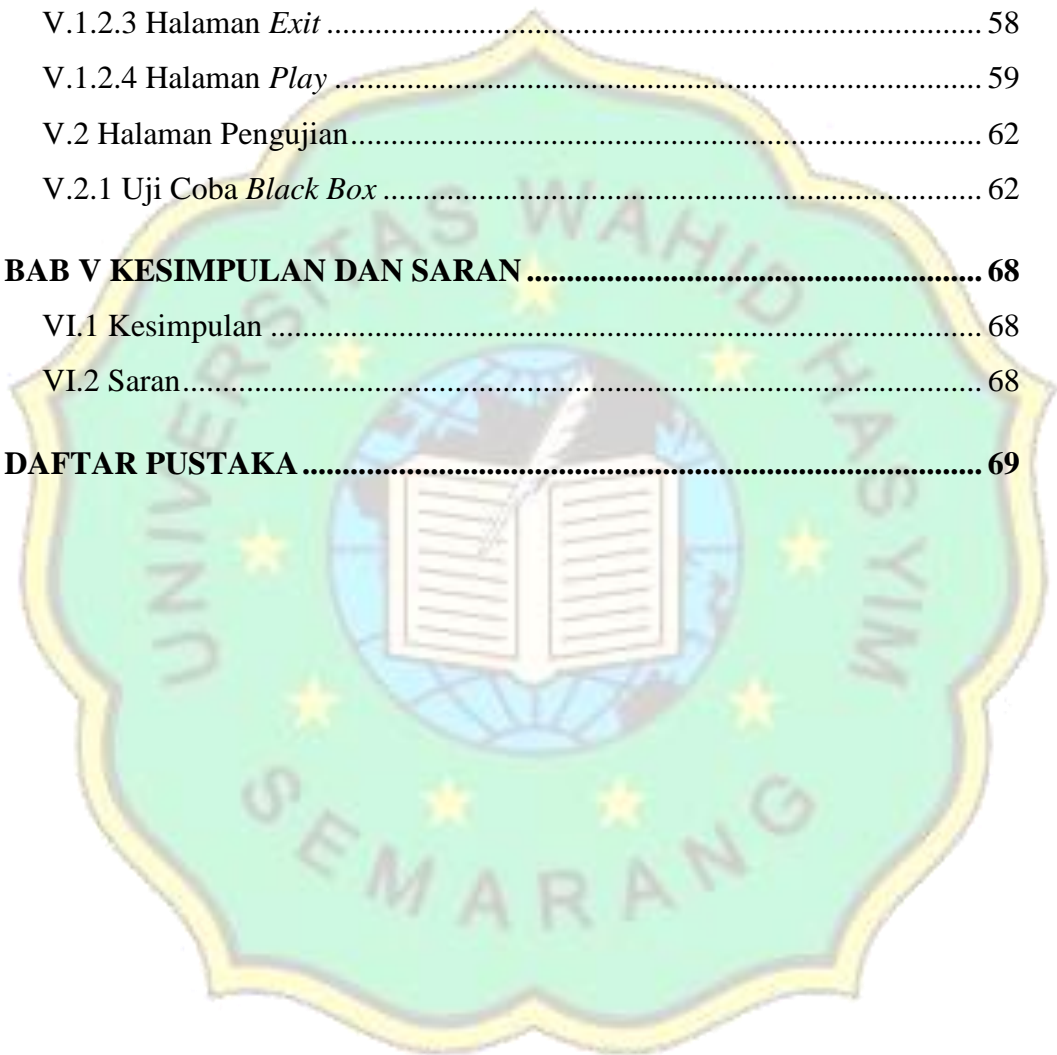 V.1.2.3 Halaman Exit ........................................................................................ 58
V.1.2.4 Halaman Play ....................................................................................... 59
V.2 Halaman Pengujian..................................................................................... 62
V.2.1 Uji Coba Black Box ................................................................................. 62
BAB V KESIMPULAN DAN SARAN ............................................................. 68
VI.1 Kesimpulan ............................................................................................... 68
VI.2 Saran.......................................................................................................... 68
DAFTAR PUSTAKA......................................................................................... 69
UNIVERSITAS WAHID HASYIM
SEMARANG